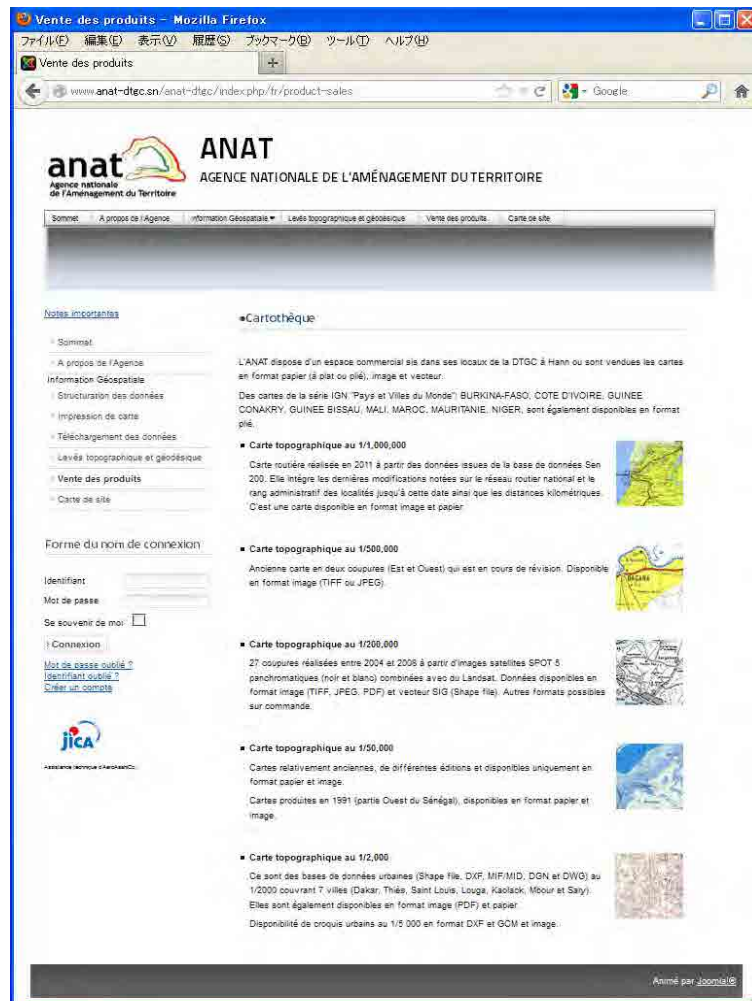 Vente des produits - Mozilla Firefox
ファイル(F) 編集(E) 表示(V) 履歴(S) ブックマーク(B) ツール(T) ヘルプ(H)
Vente des produits
www.anat-dtgc.sn/anat-dtgc/index.php/fr/product-sales
Google
anat
Agence nationale
de l'Aménagement du Territoire
ANAT
AGENCE NATIONALE DE L'AMÉNAGEMENT DU TERRITOIRE
Sommet A propos de l'Agence Information Géospatiale Levés topographique et géodésique Vente des produits Carte de site
Notes importantes
Sommet
A propos de l'Agence
Information Géospatiale
Structuration des données
Impression de carte
Téléchargement des données
Levés topographique et géodésique
Vente des produits
Carte de site
Forme du nom de connexion
Identifiant
Mot de passe
Se souvenir de moi
Connexion
Mot de passe oublié ?
Identifiant oublié ?
Créer un compte
jica
Assistance technique d'AeroAsahi Co.
Cartothèque
L'ANAT dispose d'un espace commercial sis dans ses locaux de la DTGC à Hann ou sont vendues les cartes
en format papier (à plat ou plié), image et vecteur.
Des cartes de la série IGN "Pays et Villes du Monde": BURKINA-FASO, COTE D'IVOIRE, GUINEE
CONAKRY, GUINEE BISSAU, MALI, MAROC, MAURITANIE, NIGER, sont également disponibles en format
plié.
Carte topographique au 1/1,000,000
Carte routière réalisée en 2011 à partir des données issues de la base de données Sen
200. Elle intègre les dernières modifications notées sur le réseau routier national et le
rang administratif des localités jusqu'à cette date ainsi que les distances kilométriques.
C'est une carte disponible en format image et papier
Carte topographique au 1/500,000
Ancienne carte en deux coupures (Est et Ouest) qui est en cours de révision. Disponible
en format image (TIFF ou JPEG).
Carte topographique au 1/200,000
27 coupures réalisées entre 2004 et 2008 à partir d'images satellites SPOT 5
panchromatiques (noir et blanc) combinées avec du Landsat. Données disponibles en
format image (TIFF, JPEG, PDF) et vecteur SIG (Shape file). Autres formats possibles
sur commande.
Carte topographique au 1/50,000
Cartes relativement anciennes, de différentes éditions et disponibles uniquement en
format papier et image.
Cartes produites en 1991 (partie Ouest du Sénégal), disponibles en format papier et
image.
Carte topographique au 1/2,000
Ce sont des bases de données urbaines (Shape file, DXF, MIF/MID, DGN et DWG) au
1/2000 couvrant 7 villes (Dakar, Thiés, Saint Louis, Louga, Kaolack, Mbour et Saly).
Elles sont également disponibles en format image (PDF) et papier
Disponibilité de croquis urbains au 1/5 000 en format DXF et GCM et image.
Animé par Joomla!®